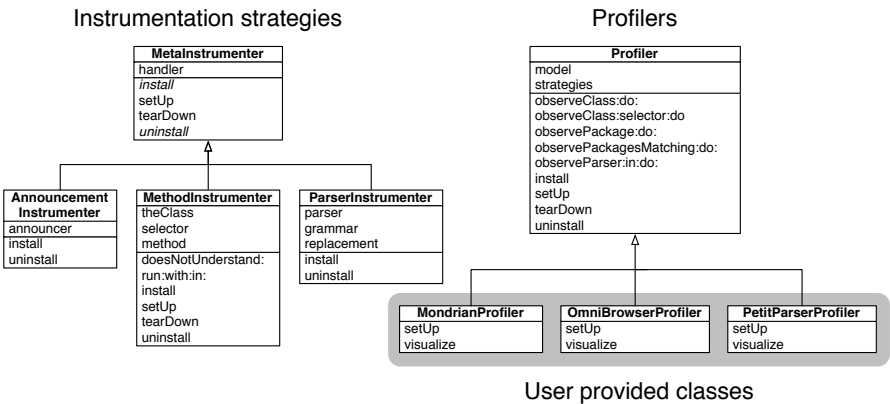 Instrumentation strategies
MetaInstrumenter
handler
install
setUp
tearDown
uninstall
Announcement
Instrumenter
announcer
install
uninstall
MethodInstrumenter
theClass
selector
method
doesNotUnderstand:
run:with:in:
install
setUp
tearDown
uninstall
ParserInstrumenter
parser
grammar
replacement
install
uninstall
Profilers
Profiler
model
strategies
observeClass:do:
observeClass:selector:do
observePackage:do:
observePackagesMatching:do:
observeParser:in:do:
install
setUp
tearDown
uninstall
MondrianProfiler
setUp
visualize
OmniBrowserProfiler
setUp
visualize
PetitParserProfiler
setUp
visualize
User provided classes